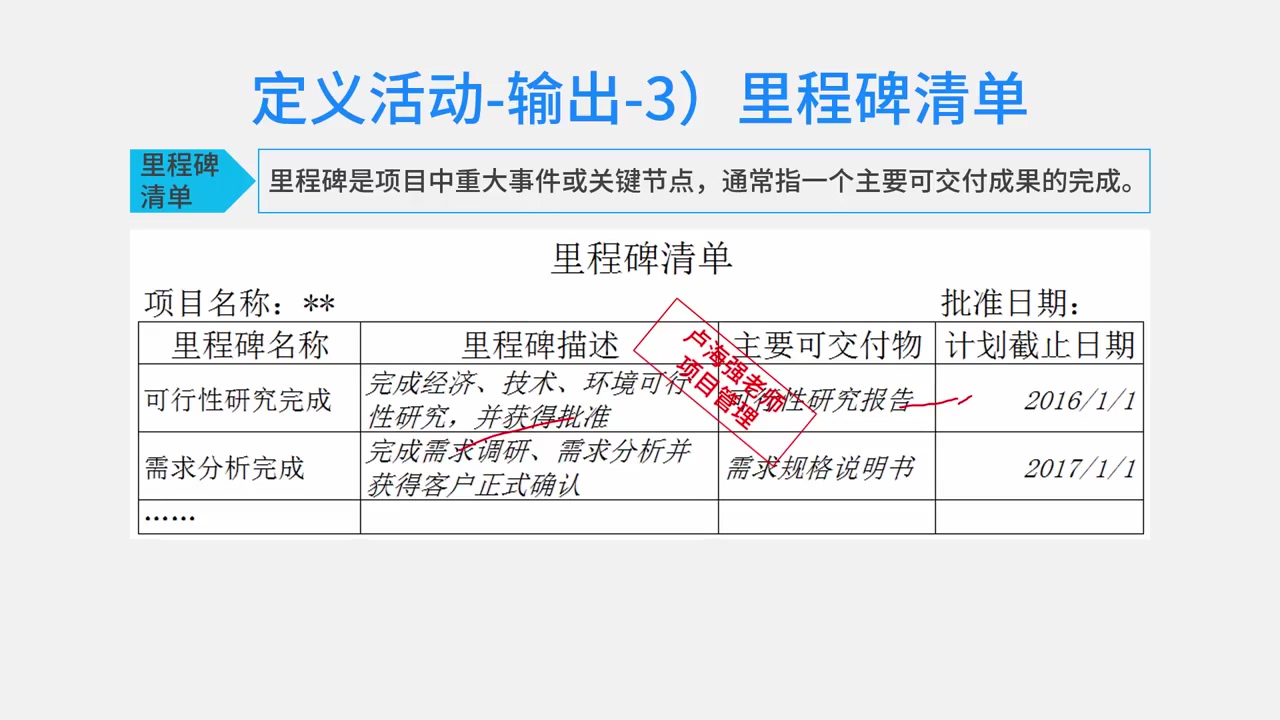 定义活动-输出-3）里程碑清单
里程碑
清单
里程碑是项目中重大事件或关键节点，通常指一个主要可交付成果的完成。
里程碑清单
项目名称：**
批准日期：
里程碑名称 里程碑描述 主要可交付物 计划截止日期
可行性研究完成
完成经济、技术、环境可行
性研究，并获得批准
可行性研究报告
2016/1/1
需求分析完成
完成需求调研、需求分析并
获得客户正式确认
需求规格说明书
2017/1/1
······
卢海强老师
项目管理